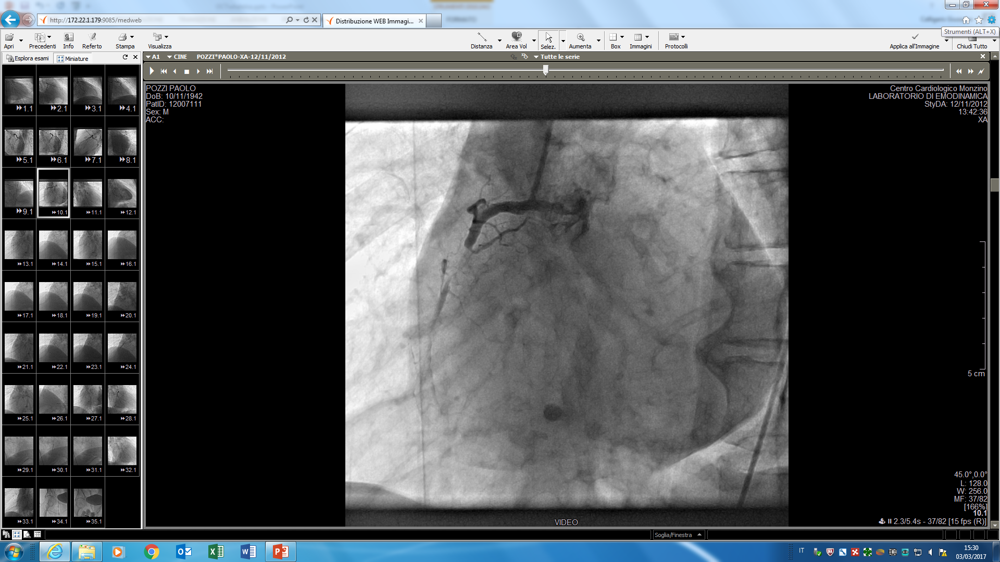 http://172.22.1.179:9085/medweb
Distribuzione WEB Immagi...
Strumenti (ALT+X)
Apri
Precedenti
Info
Referto
Stampa
Visualizza
Distanza
Area Vol
Selez.
Aumenta
Box
Immagini
Protocolli
Applica all'Immagine
Chiudi Tutto
Esplora esami
Miniature
A1 CINE POZZI*PAOLO-XA-12/11/2012
Tutte le serie
POZZI PAOLO
DoB: 10/11/1942
PatID: 12007111
Sex: M
ACC:
Centro Cardiologico Monzino
LABORATORIO DI EMODINAMICA
StyDA: 12/11/2012
13:42:36
XA
1.1 2.1 3.1 4.1
5.1 6.1 7.1 8.1
9.1 10.1 11.1 12.1
13.1 14.1 15.1 16.1
17.1 18.1 19.1 20.1
21.1 22.1 23.1 24.1
25.1 26.1 27.1 28.1
29.1 30.1 31.1 32.1
33.1 34.1 35.1
5 cm
45.0°,0.0°
L: 128.0
W: 256.0
MF: 37/82
[166%]
10.1
2.3/5.4s - 37/82 [15 fps (R)]
VIDEO
Soglia/Finestra
IT
15:30
03/03/2017